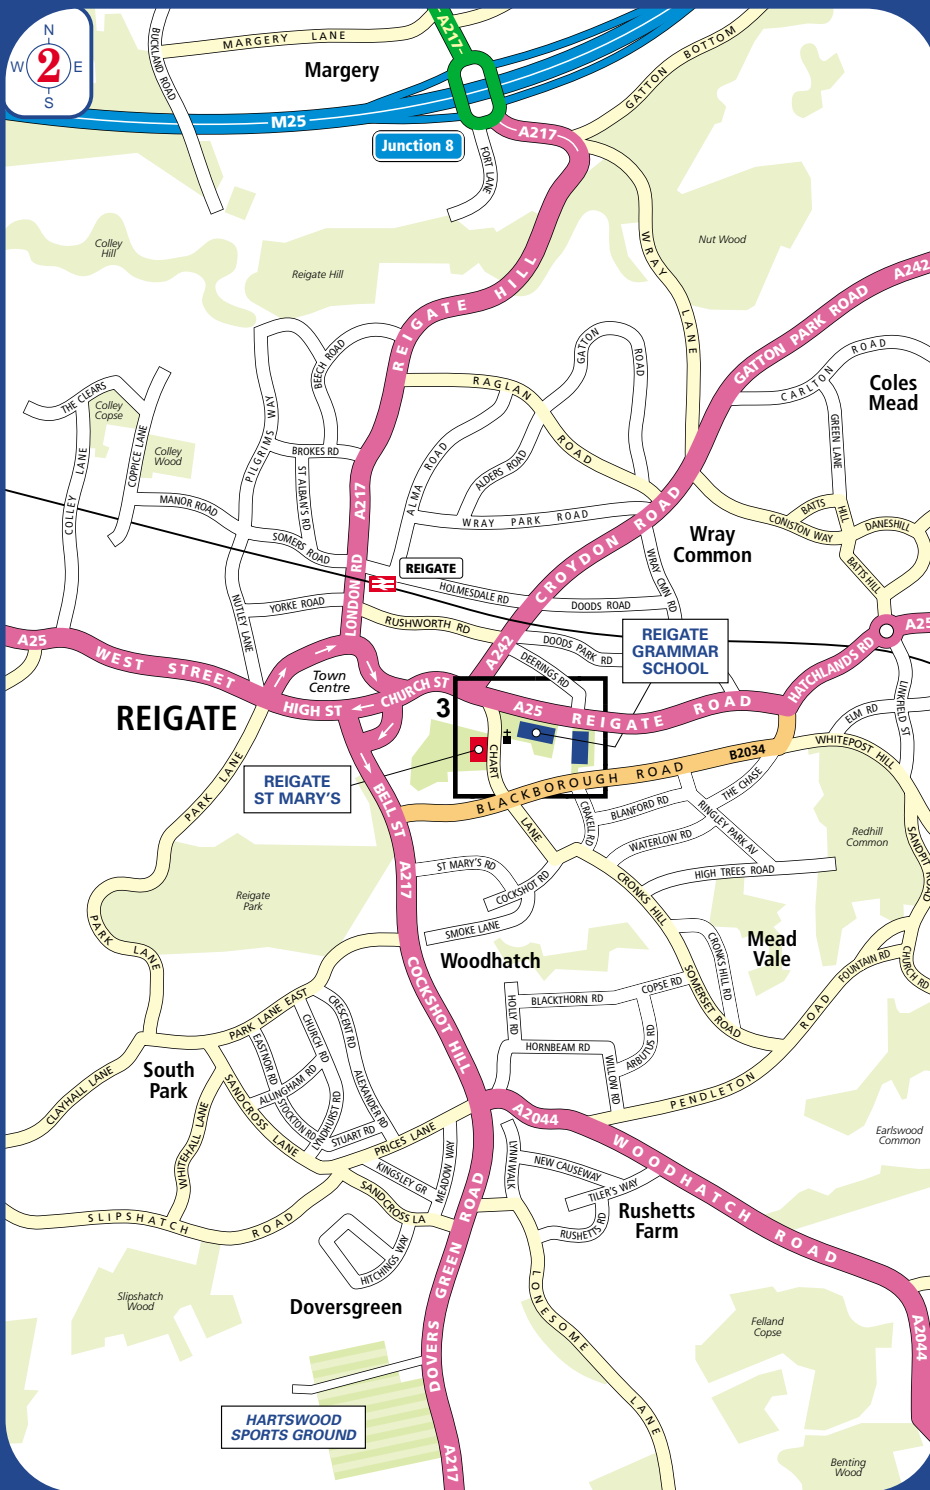 N
W 2 E
S
BUCKLAND ROAD
MARGERY LANE
A217
Margery
GATTON BOTTOM
M25
A217
Junction 8
FORT LANE
Colley
Hill
Reigate Hill
Nut Wood
WRAY LANE
A242
REIGATE HILL
GATTON PARK ROAD
BEECH ROAD
GATTON ROAD
CARLTON ROAD
Coles
Mead
THE CLEARS
Colley
Copse
RAGLAN ROAD
PILGRIMS WAY
COPPICE LANE
Colley
Wood
BROKES RD
ST ALBAN'S RD
ALMA ROAD
ALDERS ROAD
GREEN LANE
COLLEY LANE
MANOR ROAD
A217
WRAY PARK ROAD
CROYDON ROAD
BATTS HILL
CONISTON WAY
DANESHILL
Wray
Common
SOMERS ROAD
LONDON RD
REIGATE
HOLMESDALE RD
DOODS ROAD
WRAY CMN RD
BATTS HILL
NUTLEY LANE
YORKE ROAD
RUSHWORTH RD
A25
WEST STREET
A242
DOODS PARK RD
DEERINGS RD
REIGATE
GRAMMAR
SCHOOL
HATCHLANDS RD
A25
Town
Centre
HIGH ST
CHURCH ST
REIGATE
3
A25
REIGATE ROAD
ELM RD
LINKFIELD ST
CHART LANE
B2034
WHITEPOST HILL
REIGATE
ST MARY'S
PARK LANE
BELL ST
BLACKBOROUGH ROAD
THE CHASE
CRAKELL RD
BLANFORD RD
RINGLEY PARK AV
WATERLOW RD
Redhill
Common
SANDPIT ROAD
A217
ST MARY'S RD
COCKSHOT RD
HIGH TREES ROAD
CRONKS HILL
Reigate
Park
SMOKE LANE
PARK LANE
Woodhatch
Mead
Vale
CRONKS HILL RD
FOUNTAIN RD
CHURCH RD
COCKSHOT HILL
SOMERSET ROAD
HOLLY RD
BLACKTHORN RD
COPSE RD
PARK LANE EAST
CRESCENT RD
CHURCH RD
EASTNOR RD
HORNBEAM RD
ARBUTUS RD
WILLOW RD
PENDLETON ROAD
South
Park
CLAYHALL LANE
ALLINGHAM RD
STOCKTON RD
LYNDHURST RD
ALEXANDER RD
SANDCROSS LANE
STUART RD
PRICES LANE
A2044
WOODHATCH ROAD
Earlswood
Common
WHITEHALL LANE
KINGSLEY GR
MEADOW WAY
LYNN WALK
NEW CAUSEWAY
TILER'S WAY
SANDCROSS LA
RUSHETTS RD
Rushetts
Farm
SLIPSHATCH ROAD
HITCHINGS WAY
DOVERS GREEN ROAD
LONESOME LANE
Slipshatch
Wood
Doversgreen
Felland
Copse
A2044
HARTSWOOD
SPORTS GROUND
A217
Benting
Wood